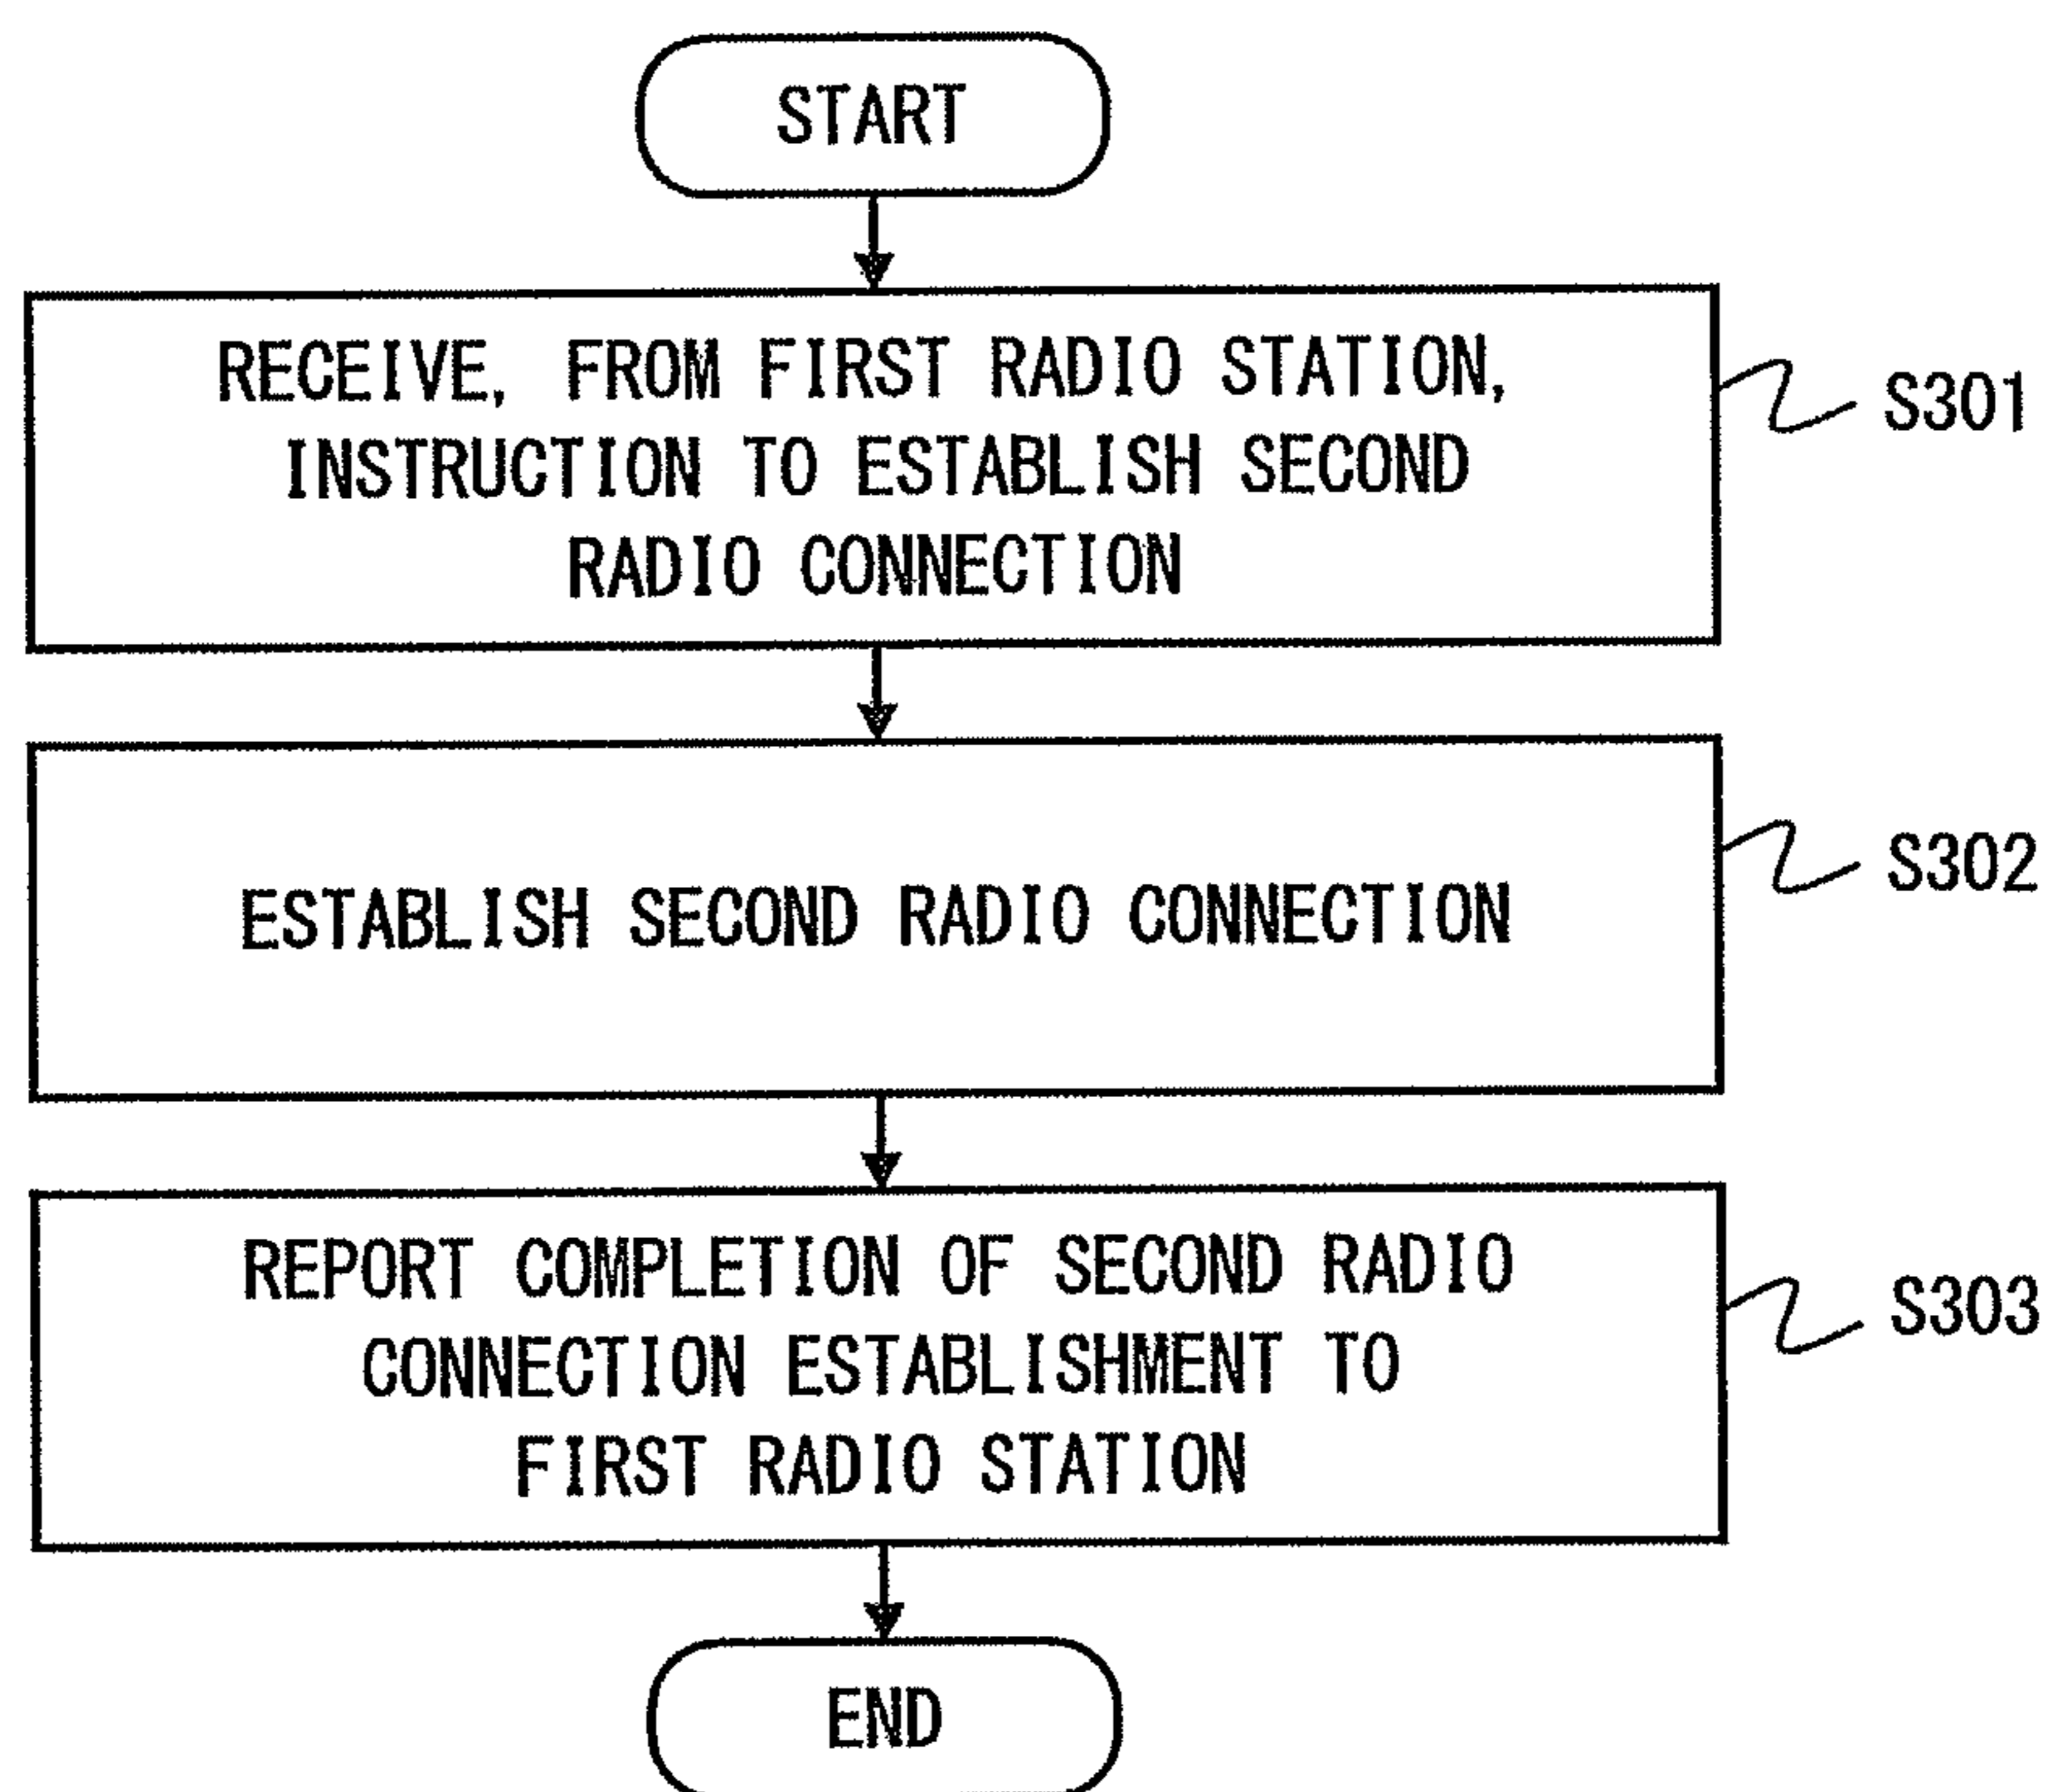 START
RECEIVE, FROM FIRST RADIO STATION,
INSTRUCTION TO ESTABLISH SECOND
RADIO CONNECTION
S301
ESTABLISH SECOND RADIO CONNECTION
S302
REPORT COMPLETION OF SECOND RADIO
CONNECTION ESTABLISHMENT TO
FIRST RADIO STATION
S303
END